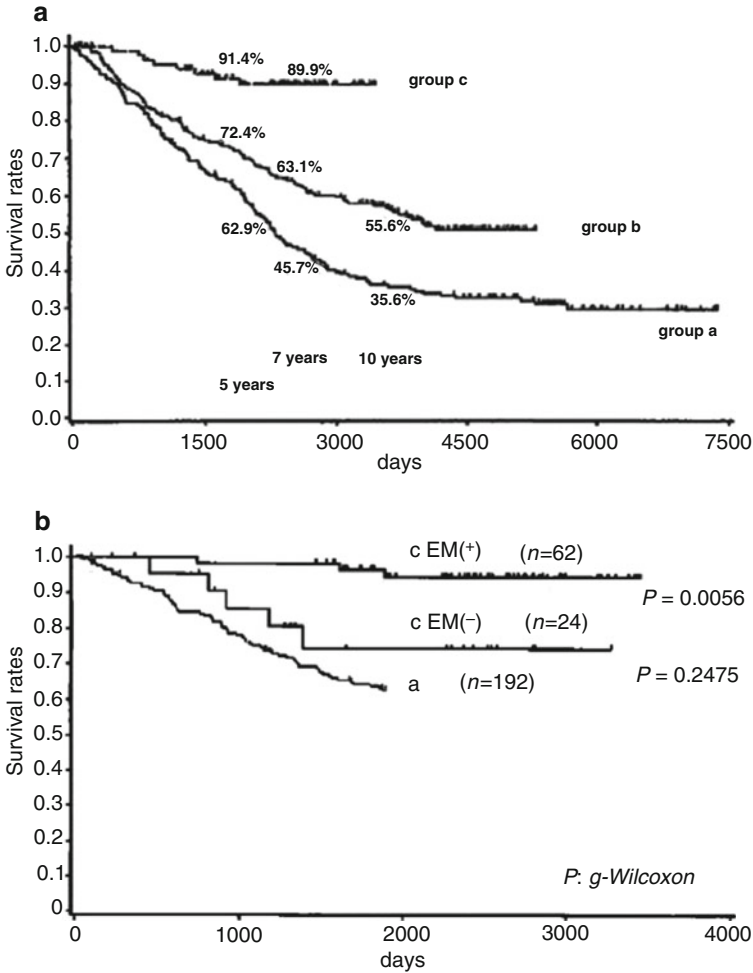 a
1.0
0.9
0.8
0.7
0.6
0.5
0.4
0.3
0.2
0.1
0.0
Survival rates
91.4%
89.9%
group c
72.4%
63.1%
55.6%
group b
62.9%
45.7%
35.6%
group a
7 years
10 years
5 years
0
1500
3000
4500
6000
7500
days
b
1.0
0.9
0.8
0.7
0.6
0.5
0.4
0.3
0.2
0.1
0
Survival rates
c EM(+) (n=62)
P = 0.0056
c EM(−) (n=24)
P = 0.2475
a (n=192)
P: g-Wilcoxon
0
1000
2000
3000
4000
days